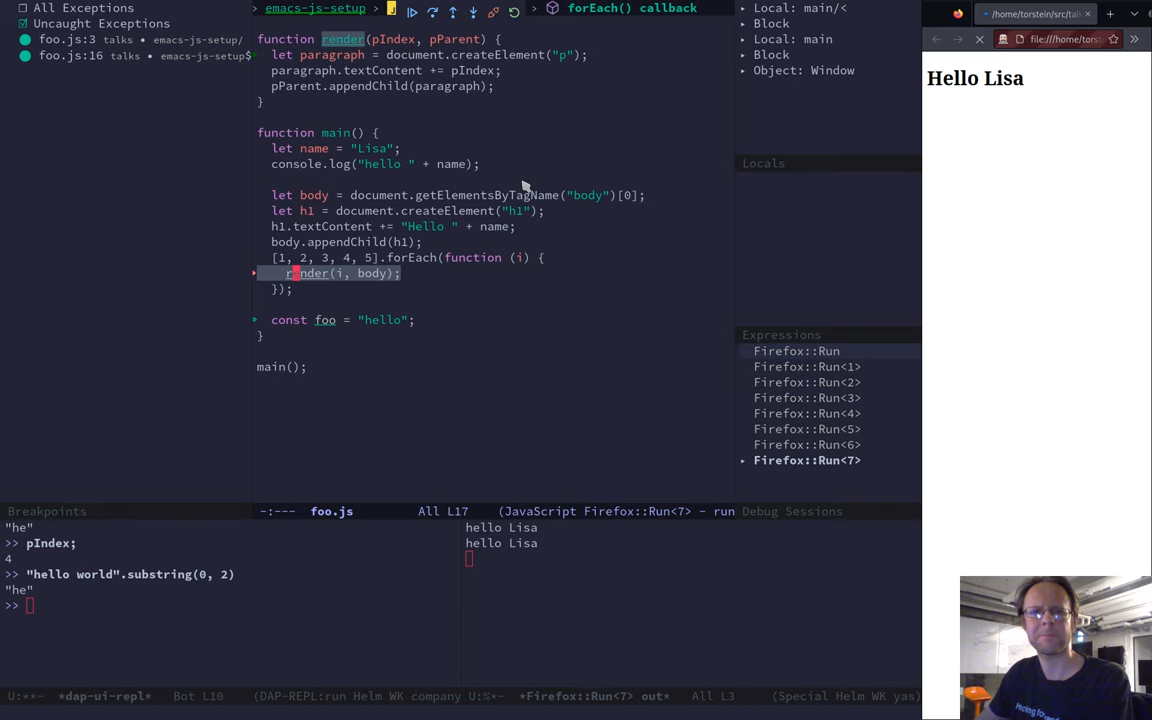 All Exceptions
Uncaught Exceptions
foo.js:3 talks • emacs-js-setup/
foo.js:16 talks • emacs-js-setup$
Breakpoints
> emacs-js-setup >
> forEach() callback
function render(pIndex, pParent) {
let paragraph = document.createElement("p");
paragraph.textContent += pIndex;
pParent.appendChild(paragraph);
}
function main() {
let name = "Lisa";
console.log("hello " + name);
let body = document.getElementsByTagName("body")[0];
let h1 = document.createElement("h1");
h1.textContent += "Hello " + name;
body.appendChild(h1);
[1, 2, 3, 4, 5].forEach(function (i) {
render(i, body);
});
const foo = "hello";
}
main();
-:--- foo.js All L17 (JavaScript Firefox::Run<7> - run
Local: main/<
Block
Local: main
Block
Object: Window
Locals
Expressions
Firefox::Run
Firefox::Run<1>
Firefox::Run<2>
Firefox::Run<3>
Firefox::Run<4>
Firefox::Run<5>
Firefox::Run<6>
Firefox::Run<7>
Debug Sessions
"he"
>> pIndex;
4
>> "hello world".substring(0, 2)
"he"
>>
U:**- *dap-ui-repl* Bot L10 (DAP-REPL:run Helm WK company
hello Lisa
hello Lisa
U:%*- *Firefox::Run<7> out* All L3 (Special Helm WK yas)
/home/torstein/src/talk
file:///home/torst
Hello Lisa